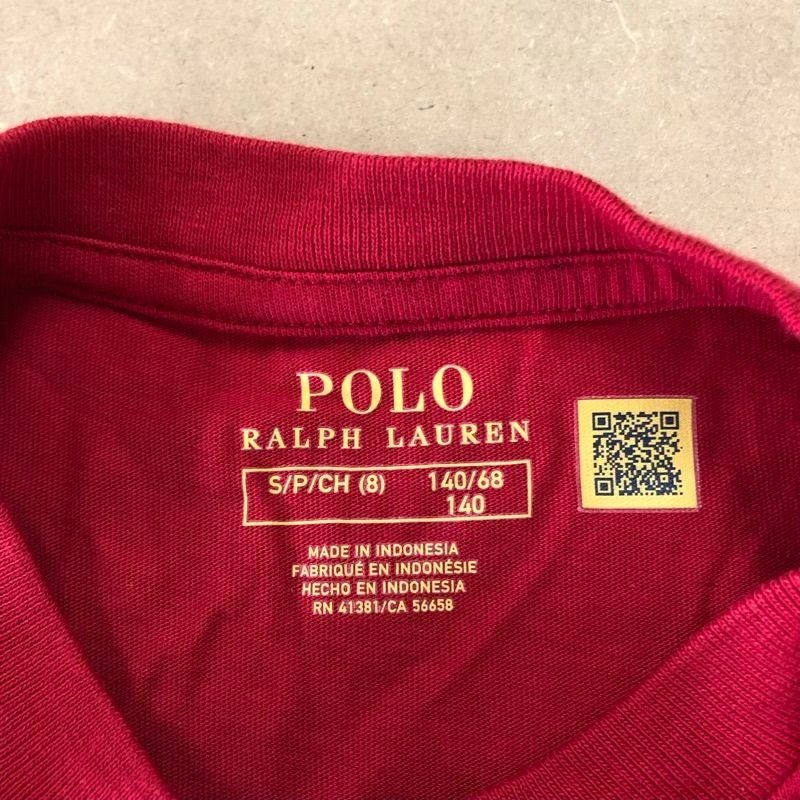 POLO
RALPH LAUREN
S/P/CH (8) 140/68
140
MADE IN INDONESIA
FABRIQUÉ EN INDONÉSIE
HECHO EN INDONESIA
RN 41381/CA 56658